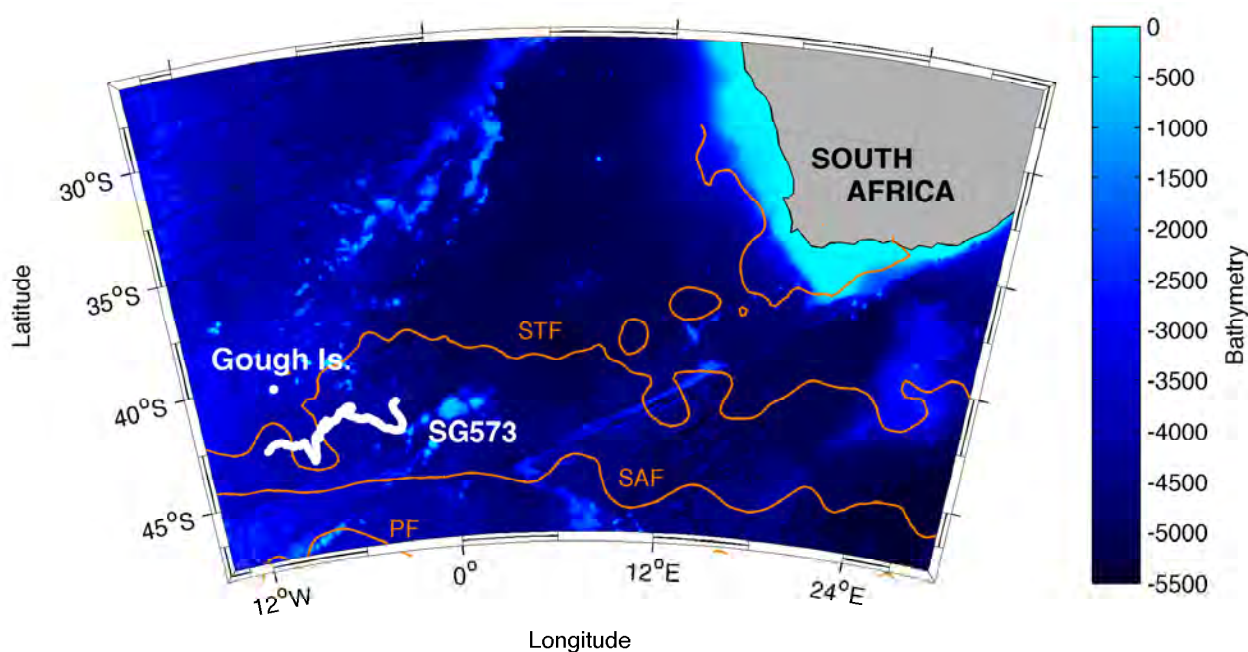 SOUTH
AFRICA
30°S
35°S
40°S
45°S
Latitude
Gough Is.
STF
SG573
SAF
PF
12°W
0°
12°E
24°E
Longitude
0
-500
-1000
-1500
-2000
-2500
-3000
-3500
-4000
-4500
-5000
-5500
Bathymetry